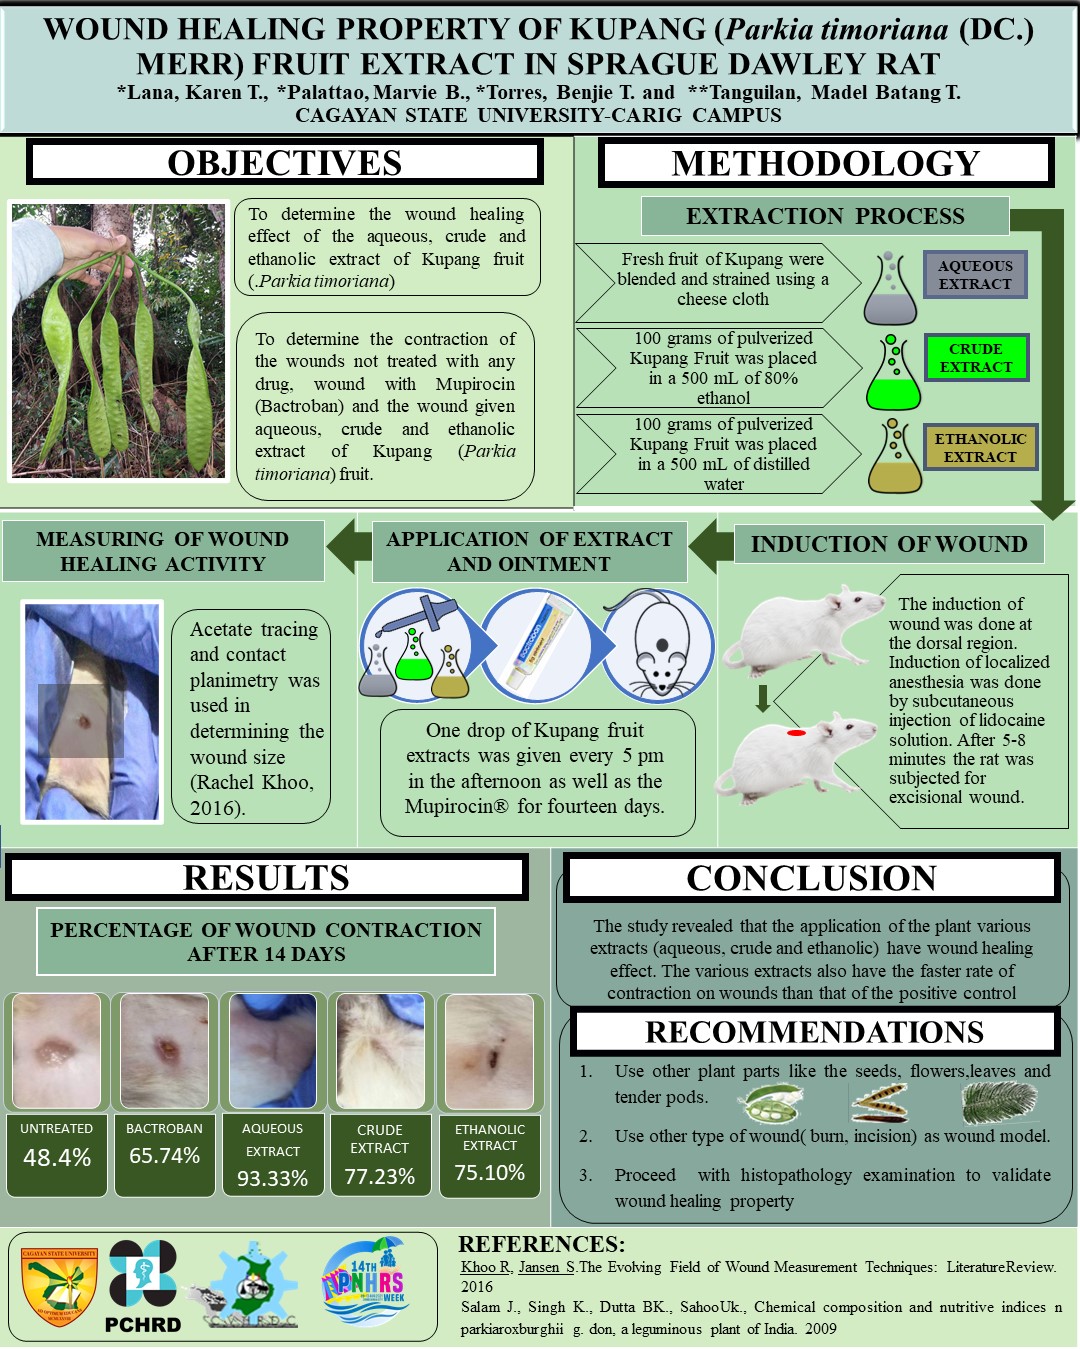 WOUND HEALING PROPERTY OF KUPANG (Parkia timoriana (DC.)
MERR) FRUIT EXTRACT IN SPRAGUE DAWLEY RAT
*Lana, Karen T., *Palattao, Marvie B., *Torres, Benjie T. and **Tanguilan, Madel Batang T.
CAGAYAN STATE UNIVERSITY-CARIG CAMPUS
OBJECTIVES
To determine the wound healing
effect of the aqueous, crude and
ethanolic extract of Kupang fruit
(.Parkia timoriana)
To determine the contraction of
the wounds not treated with any
drug, wound with Mupirocin
(Bactroban) and the wound given
aqueous, crude and ethanolic
extract of Kupang (Parkia
timoriana) fruit.
METHODOLOGY
EXTRACTION PROCESS
Fresh fruit of Kupang were
blended and strained using a
cheese cloth
AQUEOUS
EXTRACT
100 grams of pulverized
Kupang Fruit was placed
in a 500 mL of 80%
ethanol
CRUDE
EXTRACT
100 grams of pulverized
Kupang Fruit was placed
in a 500 mL of distilled
water
ETHANOLIC
EXTRACT
INDUCTION OF WOUND
The induction of
wound was done at
the dorsal region.
Induction of localized
anesthesia was done
by subcutaneous
injection of lidocaine
solution. After 5-8
minutes the rat was
subjected for
excisional wound.
APPLICATION OF EXTRACT
AND OINTMENT
Bactroban
One drop of Kupang fruit
extracts was given every 5 pm
in the afternoon as well as the
Mupirocin® for fourteen days.
MEASURING OF WOUND
HEALING ACTIVITY
Acetate tracing
and contact
planimetry was
used in
determining the
wound size
(Rachel Khoo,
2016).
RESULTS
PERCENTAGE OF WOUND CONTRACTION
AFTER 14 DAYS
UNTREATED
48.4%
BACTROBAN
65.74%
AQUEOUS
EXTRACT
93.33%
CRUDE
EXTRACT
77.23%
ETHANOLIC
EXTRACT
75.10%
CONCLUSION
The study revealed that the application of the plant various
extracts (aqueous, crude and ethanolic) have wound healing
effect. The various extracts also have the faster rate of
contraction on wounds than that of the positive control
RECOMMENDATIONS
1. Use other plant parts like the seeds, flowers,leaves and
tender pods.
2. Use other type of wound( burn, incision) as wound model.
3. Proceed with histopathology examination to validate
wound healing property
CAGAYAN STATE UNIVERSITY
PCHRD
14TH
PNHRS
WEEK
REFERENCES:
Khoo R, Jansen S.The Evolving Field of Wound Measurement Techniques: LiteratureReview.
2016
Salam J., Singh K., Dutta BK., SahooUk., Chemical composition and nutritive indices n
parkiaroxburghii g. don, a leguminous plant of India. 2009